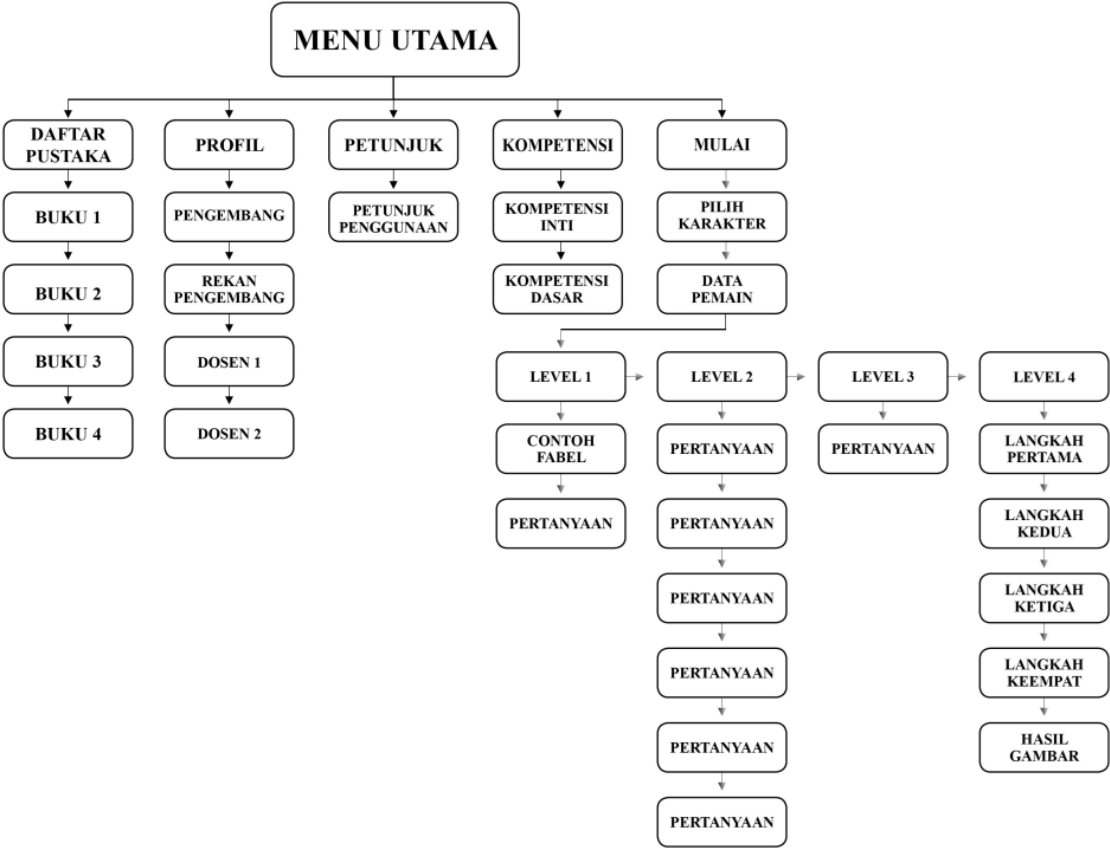 MENU UTAMA
DAFTAR
PUSTAKA
PROFIL
PETUNJUK
KOMPETENSI
MULAI
BUKU 1
PENGEMBANG
PETUNJUK
PENGGUNAAN
KOMPETENSI
INTI
PILIH
KARAKTER
BUKU 2
REKAN
PENGEMBANG
KOMPETENSI
DASAR
DATA
PEMAIN
BUKU 3
DOSEN 1
LEVEL 1
LEVEL 2
LEVEL 3
LEVEL 4
BUKU 4
DOSEN 2
CONTOH
FABEL
PERTANYAAN
PERTANYAAN
LANGKAH
PERTAMA
PERTANYAAN
PERTANYAAN
LANGKAH
KEDUA
PERTANYAAN
LANGKAH
KETIGA
PERTANYAAN
LANGKAH
KEEMPAT
PERTANYAAN
HASIL
GAMBAR
PERTANYAAN